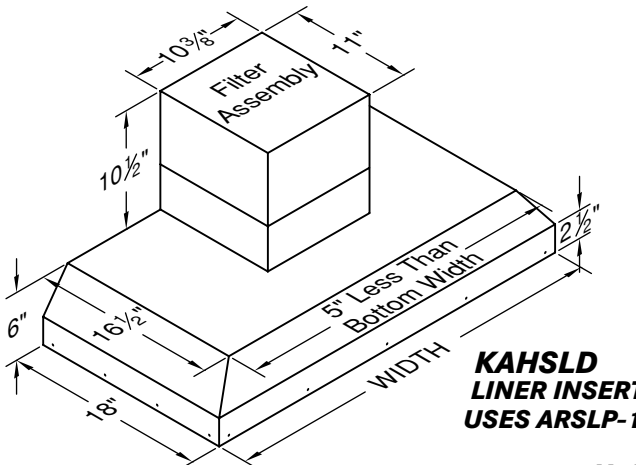 10⅜"
11"
Filter
Assembly
10½"
2½"
5" Less Than
Bottom Width
6"
16½"
WIDTH
18"
KAHSLD
LINER INSERT
USES ARSLP-1